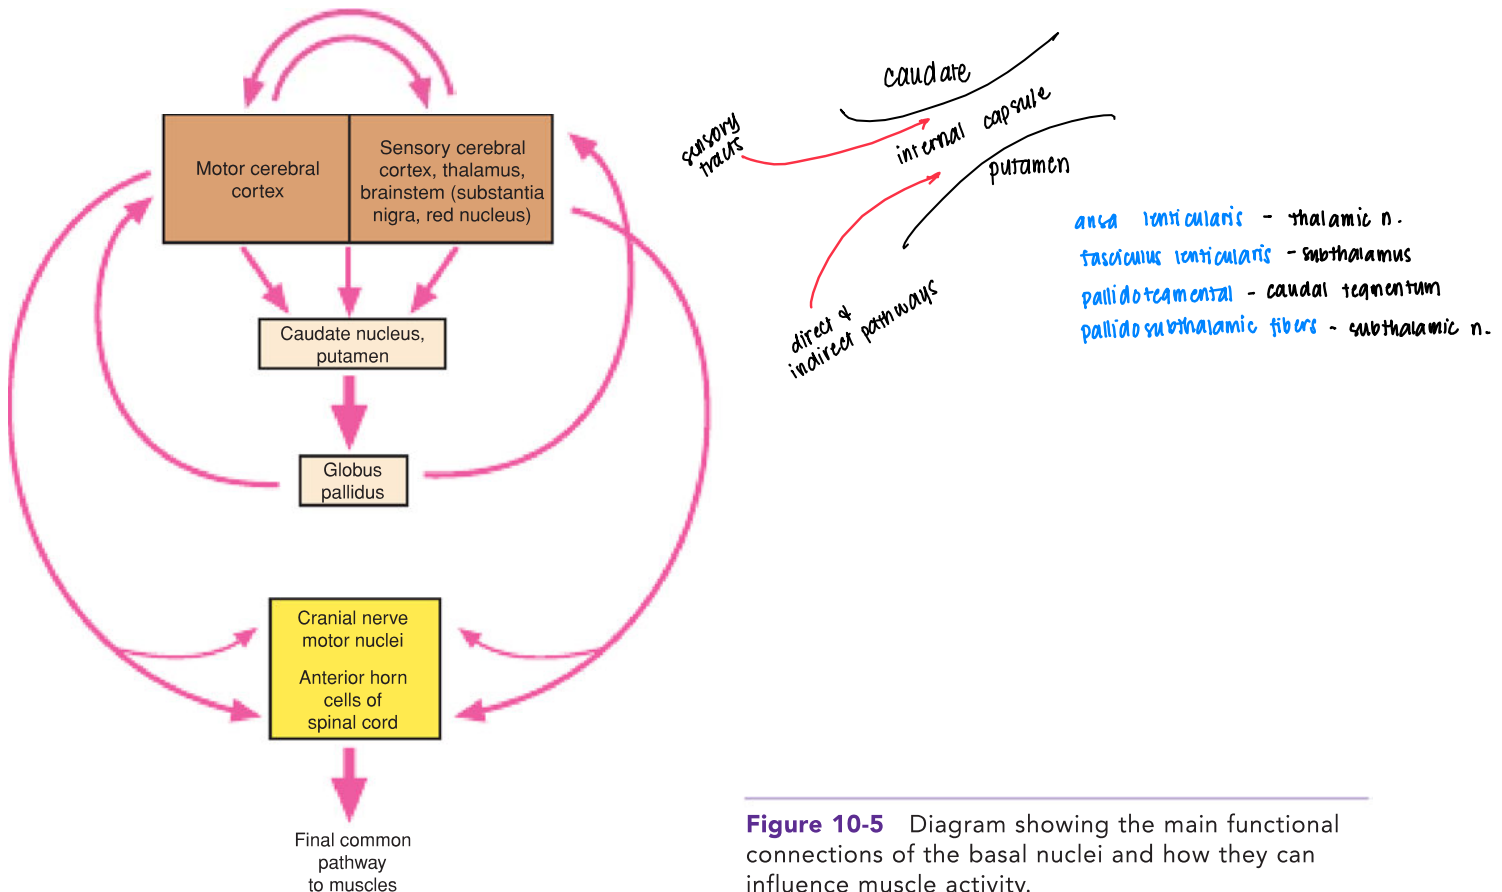 Motor cerebral
cortex
Sensory cerebral
cortex, thalamus,
brainstem (substantia
nigra, red nucleus)
Caudate nucleus,
putamen
Globus
pallidus
Cranial nerve
motor nuclei
Anterior horn
cells of
spinal cord
Final common
pathway
to muscles
caudate
sensory
tracts
internal capsule
putamen
direct &
indirect pathways
ansa lenticularis - thalamic n.
fasciculus lenticularis - subthalamus
pallidotegmental - caudal tegmentum
pallidosubthalamic fibers - subthalamic n.
Figure 10-5 Diagram showing the main functional
connections of the basal nuclei and how they can
influence muscle activity.